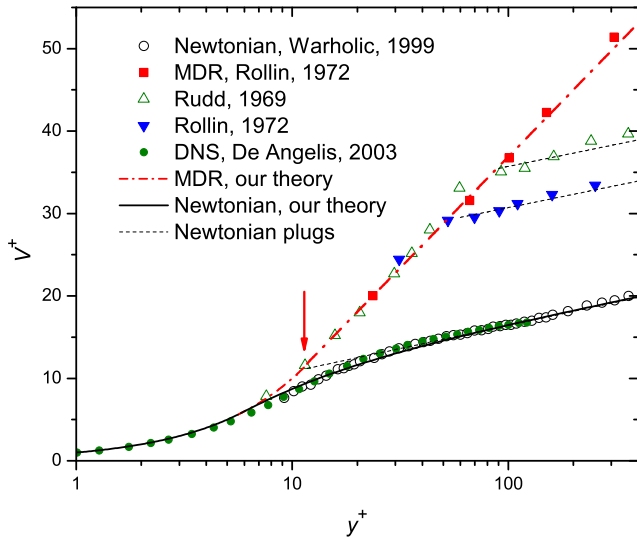 50
40
30
20
10
0
V+
Newtonian, Warholic, 1999
MDR, Rollin, 1972
Rudd, 1969
Rollin, 1972
DNS, De Angelis, 2003
MDR, our theory
Newtonian, our theory
Newtonian plugs
1 10 100
y+